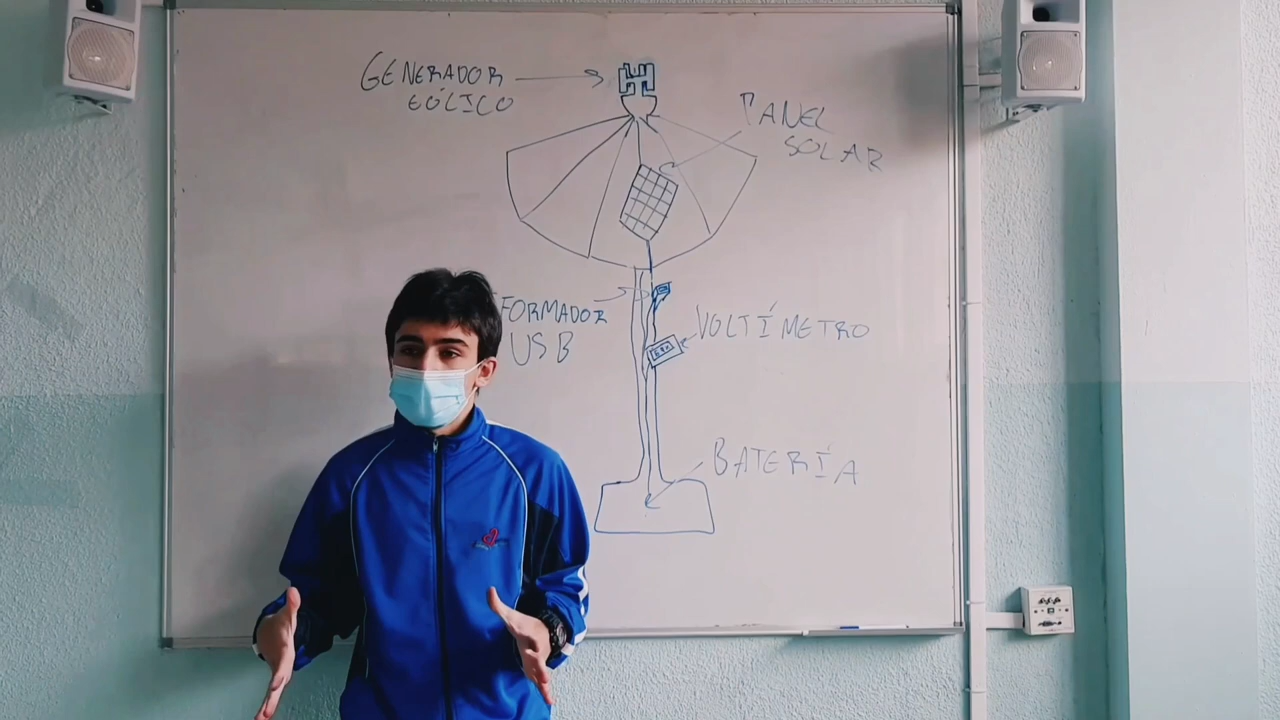 GENERADOR
EÓLICO
PANEL
SOLAR
FORMADOR
USB
VOLTÍMETRO
BATERÍA